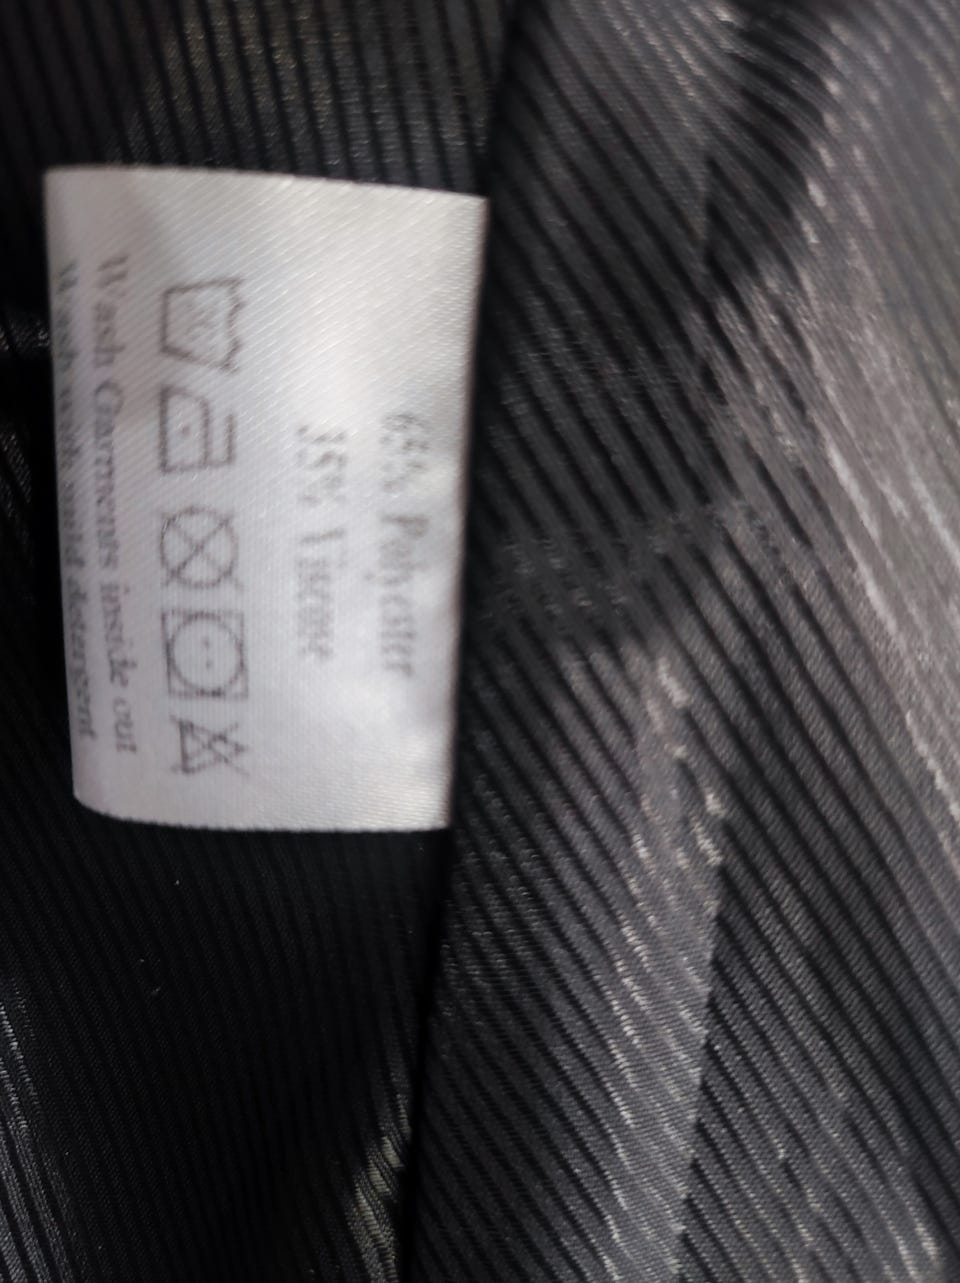 65% Polyester
35% Viscose
Wash Garments inside out
Wash with mild detergent